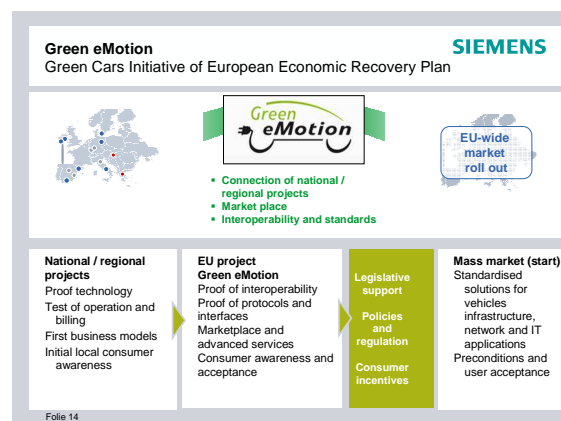 Green eMotion
SIEMENS
Green Cars Initiative of European Economic Recovery Plan
Green
eMotion
EU-wide
market
roll out
▪ Connection of national /
regional projects
▪ Market place
▪ Interoperability and standards
National / regional
projects
Proof technology
Test of operation and
billing
First business models
Initial local consumer
awareness
EU project
Green eMotion
Proof of interoperability
Proof of protocols and
interfaces
Marketplace and
advanced services
Consumer awareness and
acceptance
Legislative
support
Policies
and
regulation
Consumer
incentives
Mass market (start)
Standardised
solutions for
vehicles
infrastructure,
network and IT
applications
Preconditions and
user acceptance
Folie 14